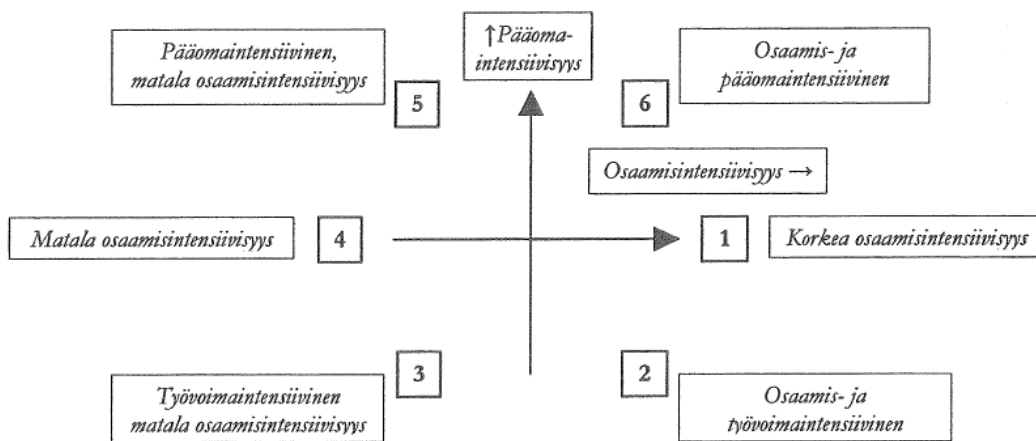 Pääomaintensiivinen,
matala osaamisintensiivisyys
5
↑Pääoma-
intensiivisyys
6
Osaamis- ja
pääomaintensiivinen
Osaamisintensiivisyys →
Matala osaamisintensiivisyys
4
1
Korkea osaamisintensiivisyys
3
Työvoimaintensiivinen
matala osaamisintensiivisyys
2
Osaamis- ja
työvoimaintensiivinen